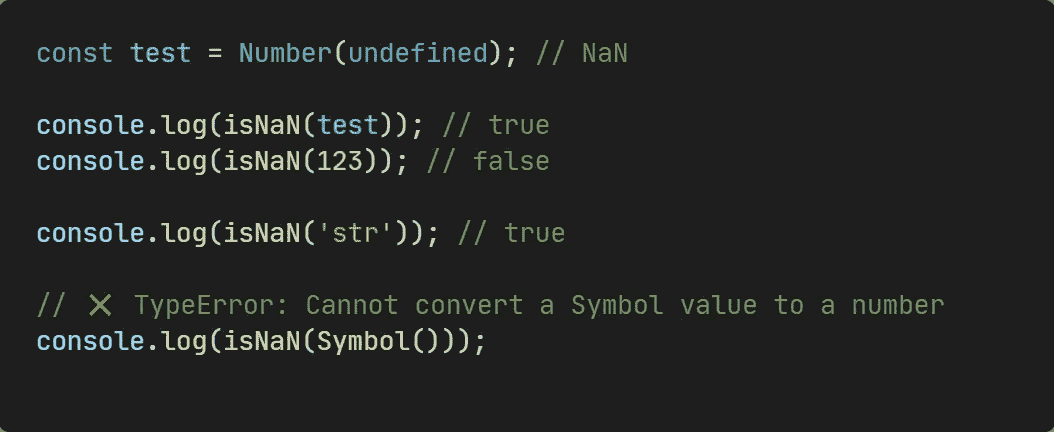 const test = Number(undefined); // NaN
console.log(isNaN(test)); // true
console.log(isNaN(123)); // false
console.log(isNaN('str')); // true
// ❌ TypeError: Cannot convert a Symbol value to a number
console.log(isNaN(Symbol()));